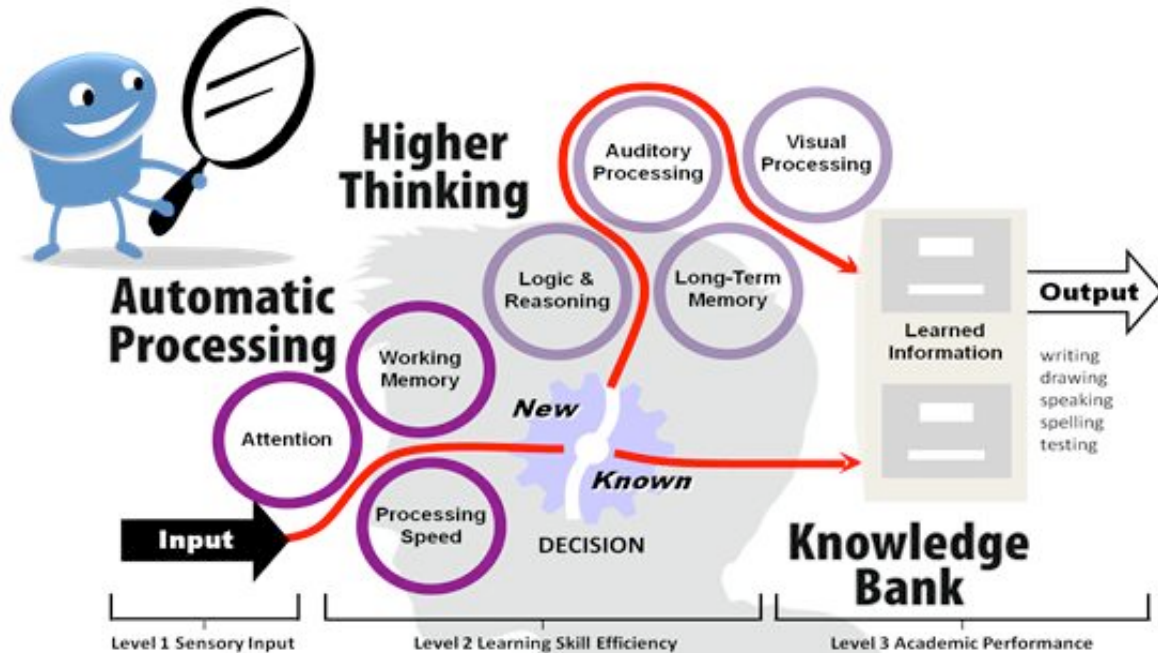 Higher
Thinking
Auditory
Processing
Visual
Processing
Logic &
Reasoning
Long-Term
Memory
Automatic
Processing
Working
Memory
Attention
Processing
Speed
Input
New
Known
DECISION
Learned
Information
Output
writing
drawing
speaking
spelling
testing
Knowledge
Bank
Level 1 Sensory Input
Level 2 Learning Skill Efficiency
Level 3 Academic Performance